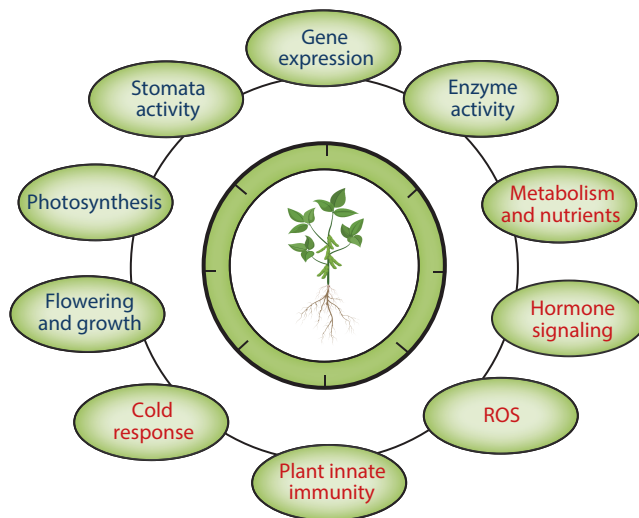 Gene
expression
Enzyme
activity
Metabolism
and nutrients
Hormone
signaling
ROS
Plant innate
immunity
Cold
response
Flowering
and growth
Photosynthesis
Stomata
activity